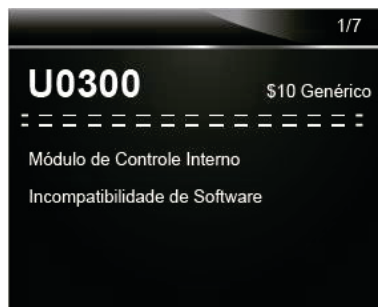 1/7
U0300 $10 Genérico
Módulo de Controle Interno
Incompatibilidade de Software